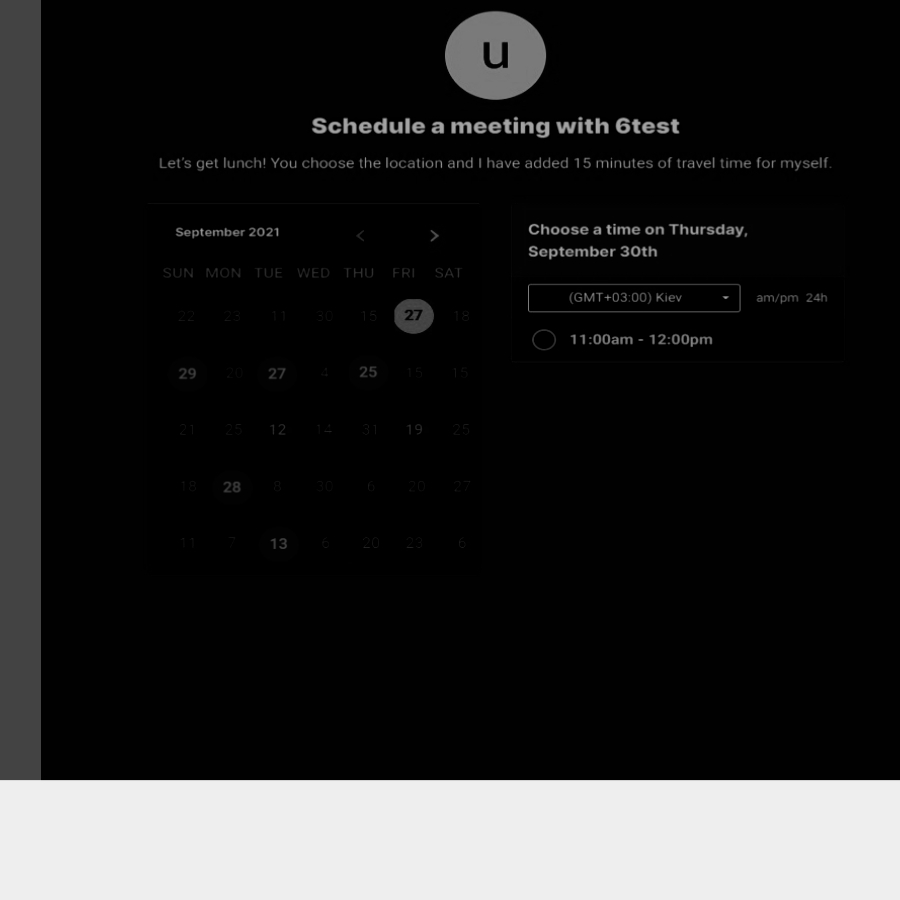 u
Schedule a meeting with 6test
Let's get lunch! You choose the location and I have added 15 minutes of travel time for myself.
September 2021 < >
SUN MON TUE WED THU FRI SAT
22 23 11 30 15 27 18
29 20 27 4 25 15 15
21 25 12 14 31 19 25
18 28 8 30 6 20 27
11 7 13 6 20 23 6
Choose a time on Thursday,
September 30th
(GMT+03:00) Kiev am/pm 24h
11:00am - 12:00pm